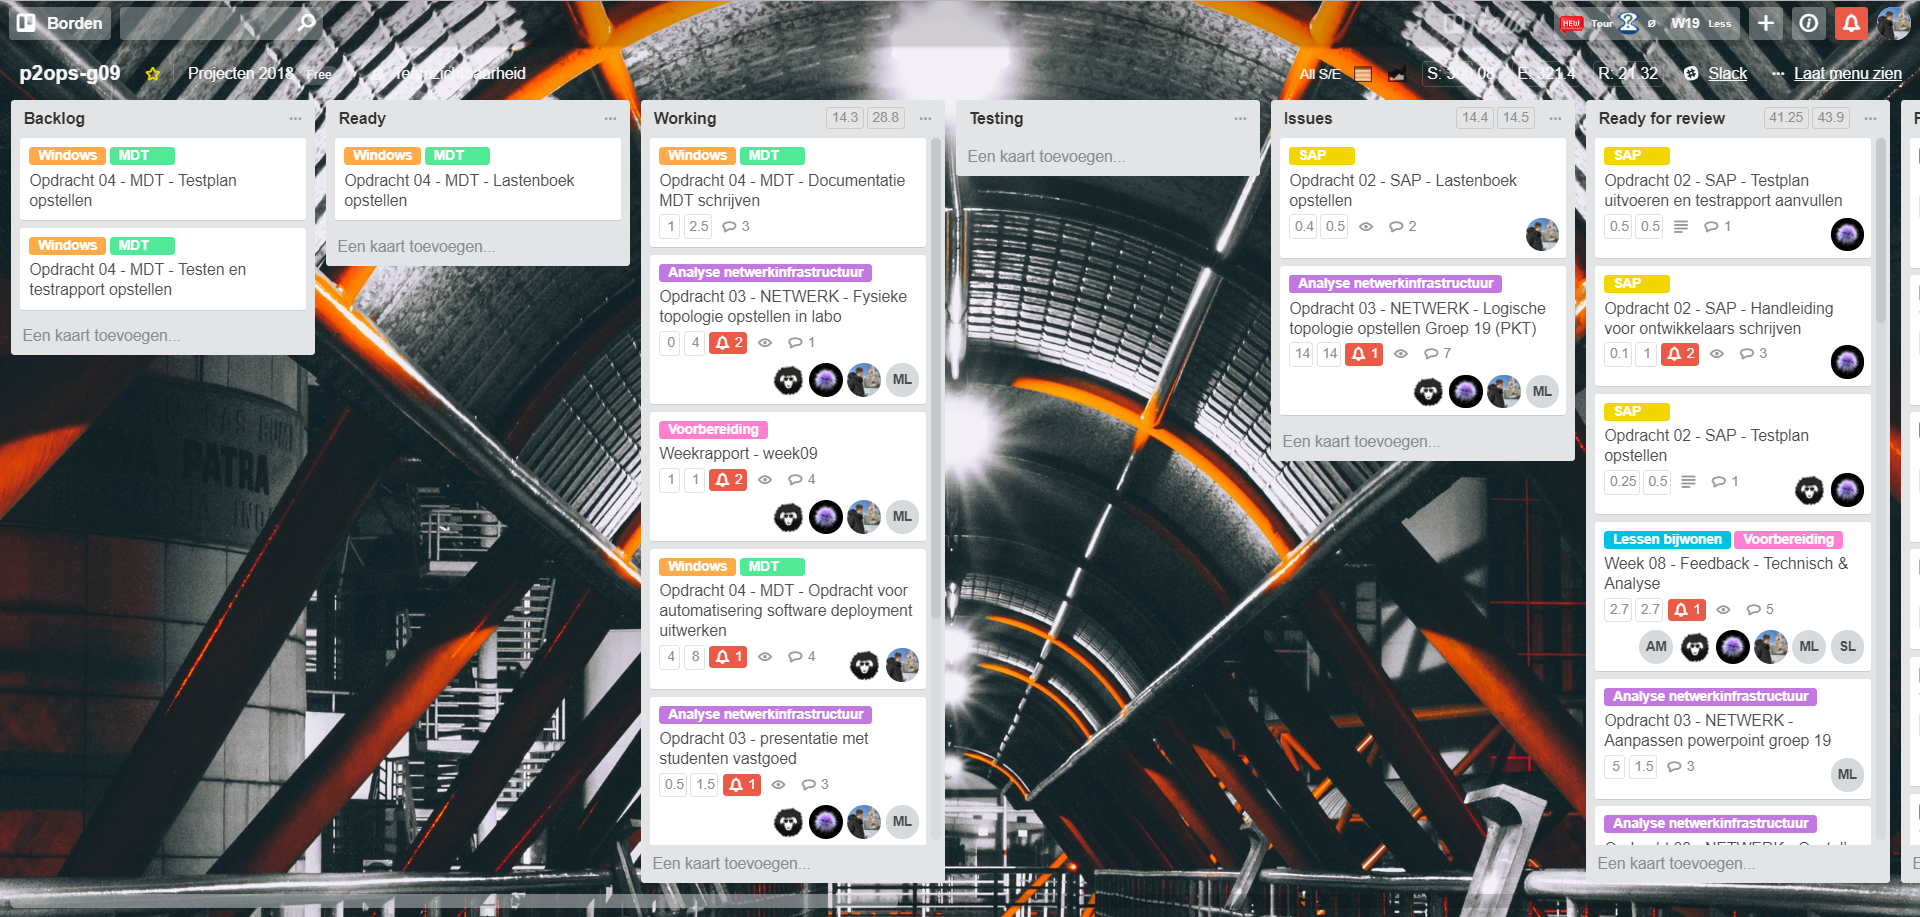 Borden
NEW Tour Ø W19 Less
p2ops-g09
Projecten 2018 Free
Teamzichtbaarheid
All S/E
E: 321.4 R: 21.32
Slack
Laat menu zien
Backlog
Windows MDT
Opdracht 04 - MDT - Testplan
opstellen
Windows MDT
Opdracht 04 - MDT - Testen en
testrapport opstellen
Een kaart toevoegen...
Ready
Windows MDT
Opdracht 04 - MDT - Lastenboek
opstellen
Een kaart toevoegen...
Working 14.3 28.8
Windows MDT
Opdracht 04 - MDT - Documentatie
MDT schrijven
1 2.5 3
Analyse netwerkinfrastructuur
Opdracht 03 - NETWERK - Fysieke
topologie opstellen in labo
0 4 2 1
ML
Voorbereiding
Weekrapport - week09
1 1 2 4
ML
Windows MDT
Opdracht 04 - MDT - Opdracht voor
automatisering software deployment
uitwerken
4 8 1 4
Analyse netwerkinfrastructuur
Opdracht 03 - presentatie met
studenten vastgoed
0.5 1.5 1 3
ML
Een kaart toevoegen...
Testing
Een kaart toevoegen...
Issues 14.4 14.5
SAP
Opdracht 02 - SAP - Lastenboek
opstellen
0.4 0.5 2
Analyse netwerkinfrastructuur
Opdracht 03 - NETWERK - Logische
topologie opstellen Groep 19 (PKT)
14 14 1 7
ML
Een kaart toevoegen...
Ready for review 41.25 43.9
SAP
Opdracht 02 - SAP - Testplan
uitvoeren en testrapport aanvullen
0.5 0.5 1
SAP
Opdracht 02 - SAP - Handleiding
voor ontwikkelaars schrijven
0.1 1 2 3
SAP
Opdracht 02 - SAP - Testplan
opstellen
0.25 0.5 1
Lessen bijwonen Voorbereiding
Week 08 - Feedback - Technisch &
Analyse
2.7 2.7 1 5
AM ML SL
Analyse netwerkinfrastructuur
Opdracht 03 - NETWERK -
Aanpassen powerpoint groep 19
5 1.5 3
ML
Analyse netwerkinfrastructuur
Een kaart toevoegen...